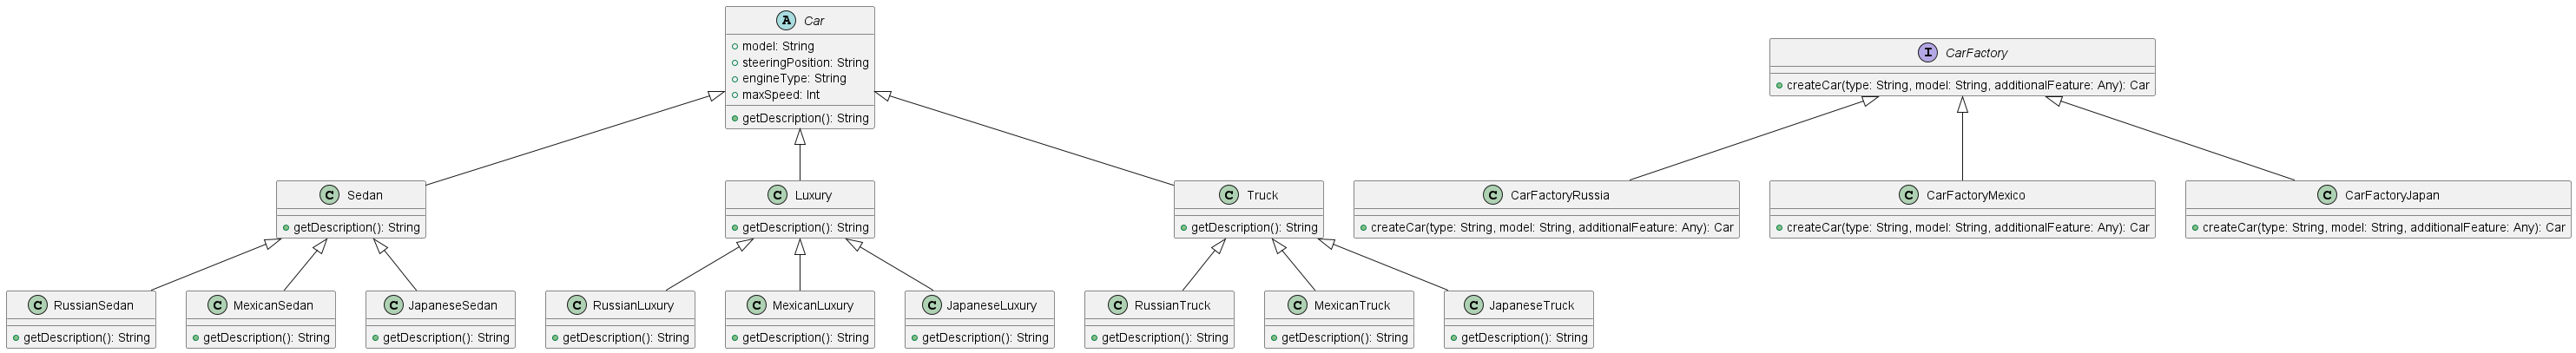 A Car
+ model: String
+ steeringPosition: String
+ engineType: String
+ maxSpeed: Int
+ getDescription(): String
I CarFactory
+ createCar(type: String, model: String, additionalFeature: Any): Car
C Sedan
+ getDescription(): String
C Luxury
+ getDescription(): String
C Truck
+ getDescription(): String
C CarFactoryRussia
+ createCar(type: String, model: String, additionalFeature: Any): Car
C CarFactoryMexico
+ createCar(type: String, model: String, additionalFeature: Any): Car
C CarFactoryJapan
+ createCar(type: String, model: String, additionalFeature: Any): Car
C RussianSedan
+ getDescription(): String
C MexicanSedan
+ getDescription(): String
C JapaneseSedan
+ getDescription(): String
C RussianLuxury
+ getDescription(): String
C MexicanLuxury
+ getDescription(): String
C JapaneseLuxury
+ getDescription(): String
C RussianTruck
+ getDescription(): String
C MexicanTruck
+ getDescription(): String
C JapaneseTruck
+ getDescription(): String